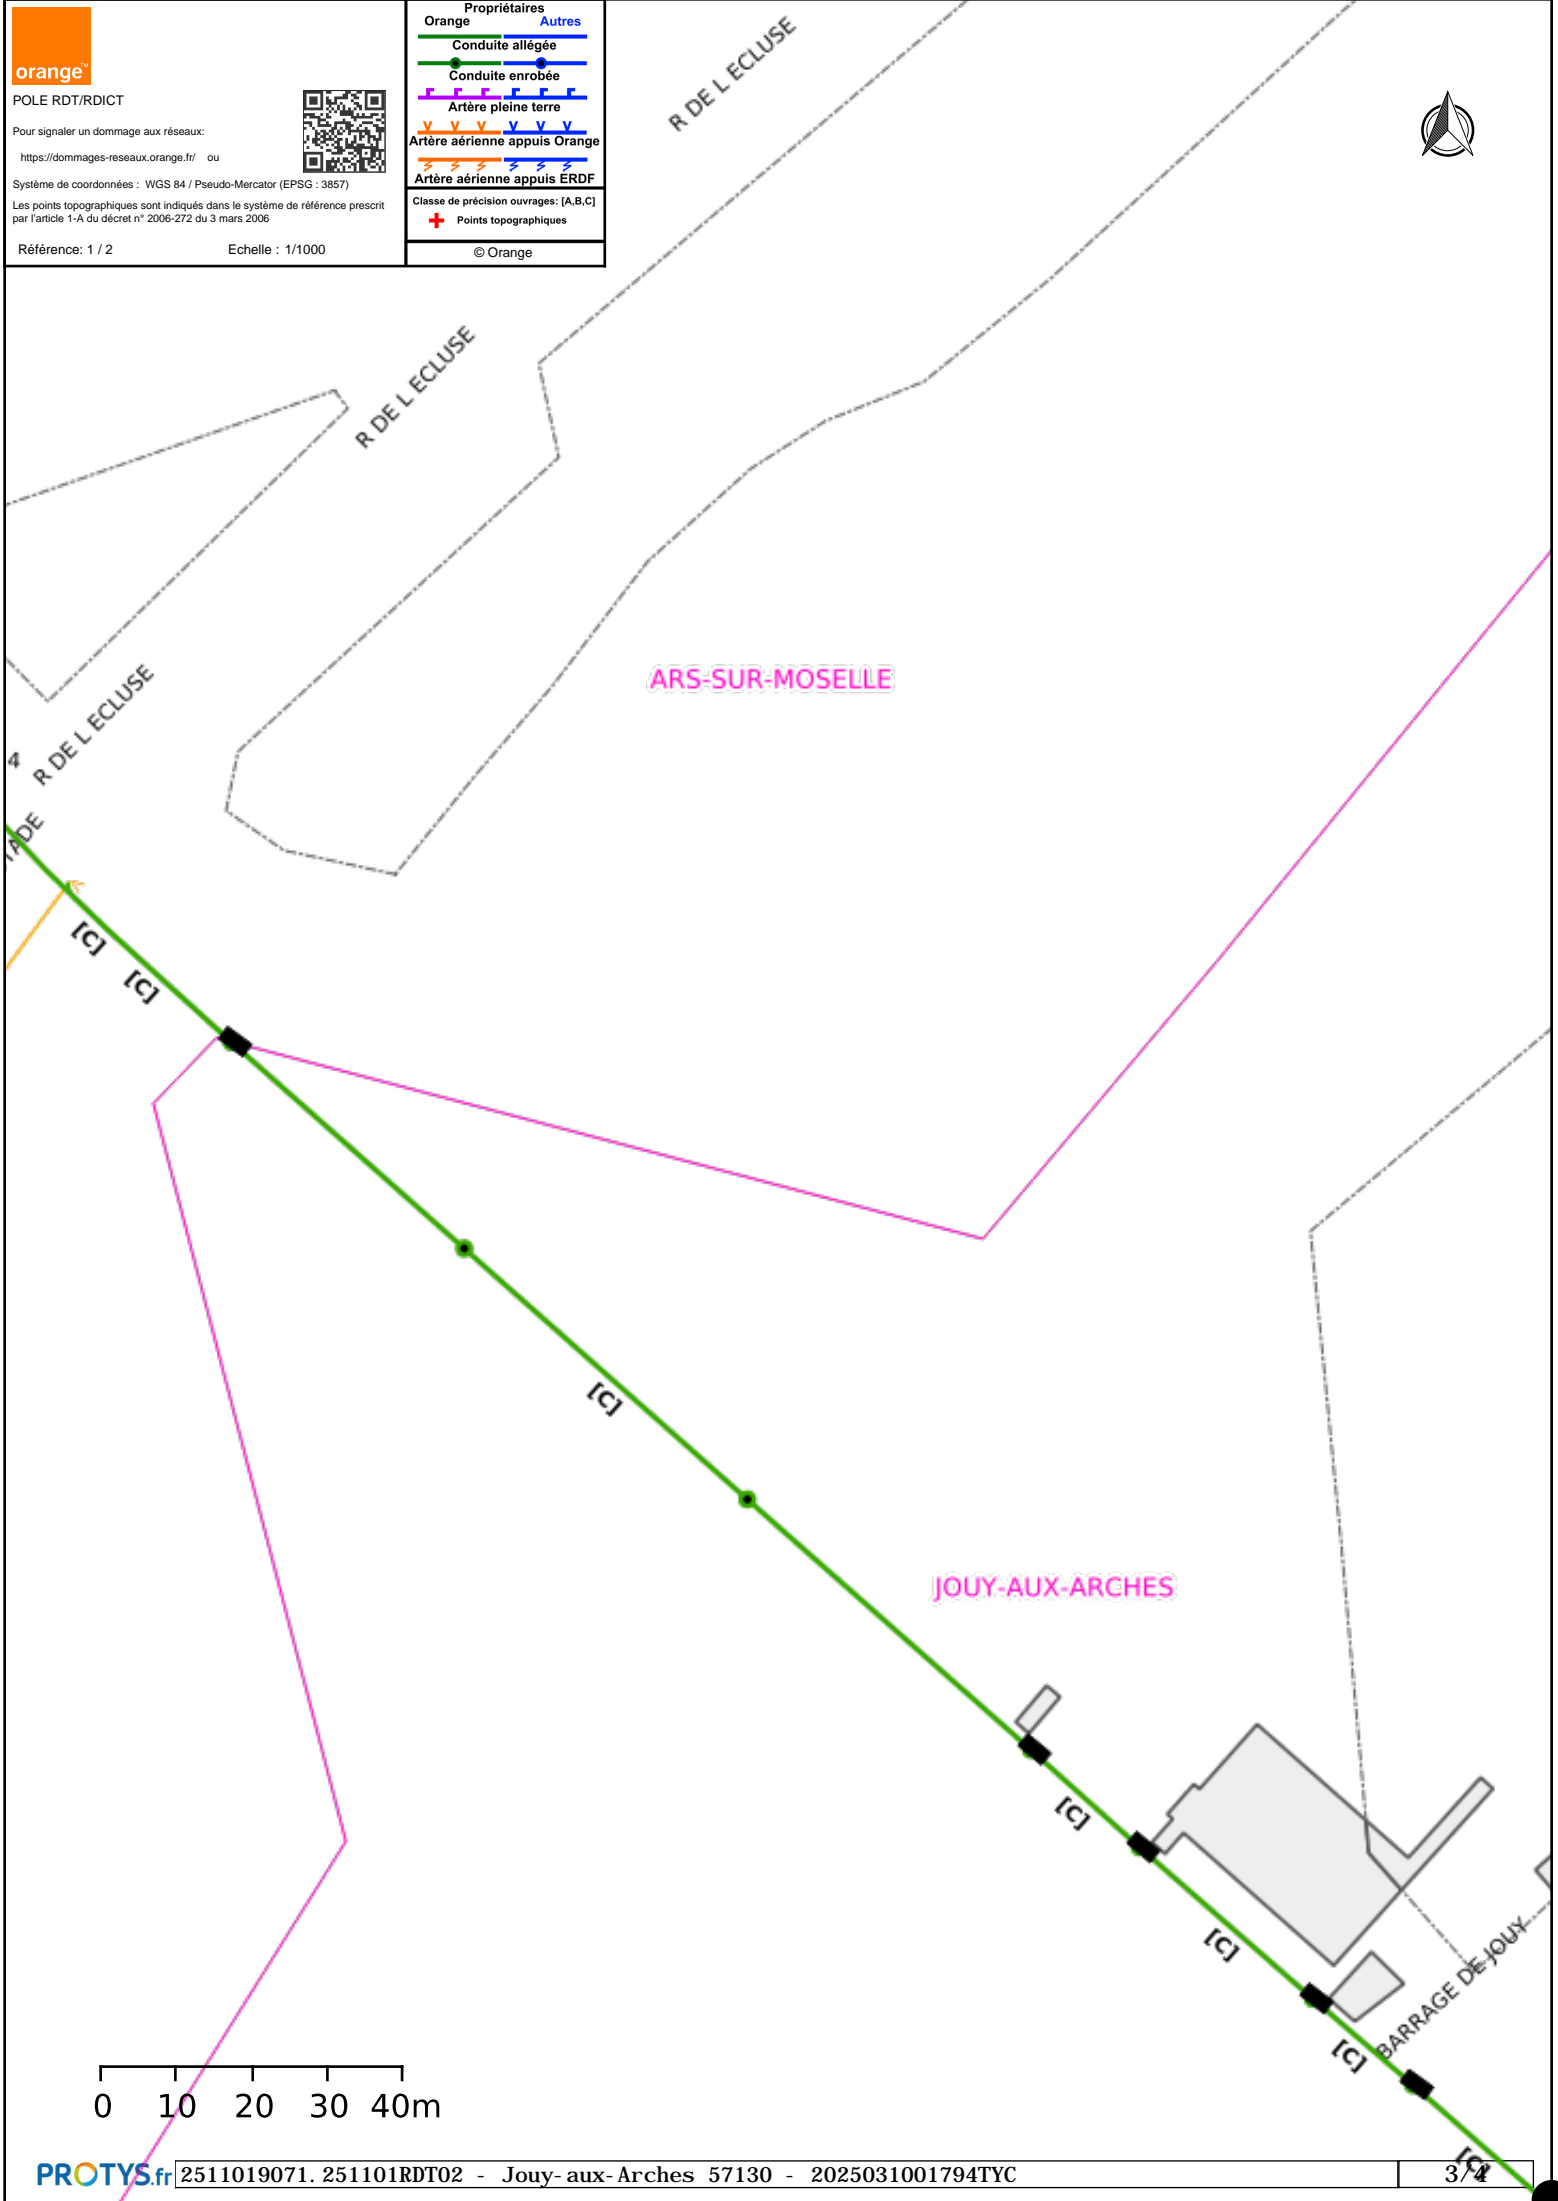 orange™
POLE RDT/RDICT
Pour signaler un dommage aux réseaux:
https://dommages-reseaux.orange.fr/ ou
Système de coordonnées : WGS 84 / Pseudo-Mercator (EPSG : 3857)
Les points topographiques sont indiqués dans le système de référence prescrit
par l'article 1-A du décret n° 2006-272 du 3 mars 2006
Référence: 1 / 2 Echelle : 1/1000
Propriétaires
Orange Autres
Conduite allégée
Conduite enrobée
Artère pleine terre
Artère aérienne appuis Orange
Artère aérienne appuis ERDF
Classe de précision ouvrages: [A,B,C]
Points topographiques
© Orange
R DE L ECLUSE
R DE L ECLUSE
ARS-SUR-MOSELLE
R DE L ECLUSE
4
TADE
[C]
[C]
[C]
JOUY-AUX-ARCHES
[C]
[C]
BARRAGE DE JOUY
[C]
[C]
0 10 20 30 40m
PROTYS.fr
2511019071.251101RDT02 - Jouy-aux-Arches 57130 - 2025031001794TYC
3/4